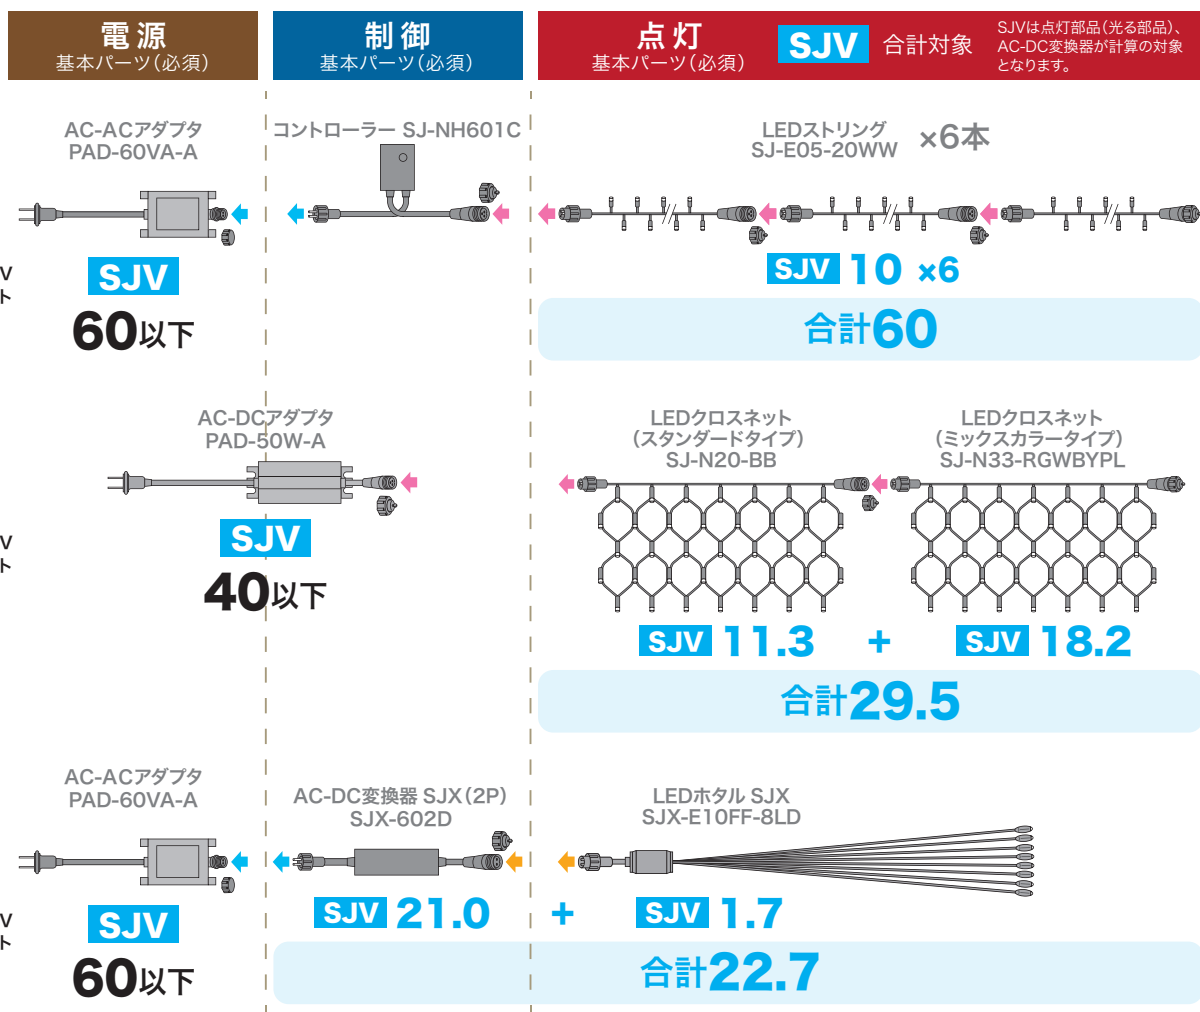 電源
基本パーツ(必須)
制御
基本パーツ(必須)
点灯
基本パーツ(必須)
SJV 合計対象
SJVは点灯部品(光る部品)、
AC-DC変換器が計算の対象
となります。
AC-ACアダプタ
PAD-60VA-A
コントローラー SJ-NH601C
LEDストリング
SJ-E05-20WW ×6本
V
ト
SJV
60以下
SJV 10 ×6
合計60
AC-DCアダプタ
PAD-50W-A
LEDクロスネット
(スタンダードタイプ)
SJ-N20-BB
LEDクロスネット
(ミックスカラータイプ)
SJ-N33-RGWBYPL
V
ト
SJV
40以下
SJV 11.3 + SJV 18.2
合計29.5
AC-ACアダプタ
PAD-60VA-A
AC-DC変換器 SJX(2P)
SJX-602D
LEDホタル SJX
SJX-E10FF-8LD
V
ト
SJV
60以下
SJV 21.0 + SJV 1.7
合計22.7